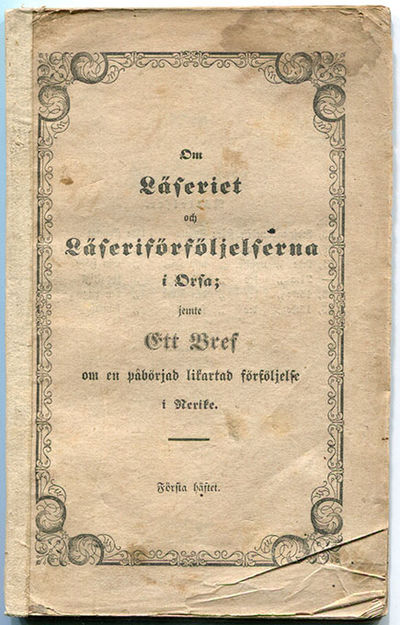 Om
Läseriet
och
Läseriförföljelserna
i Orsa;
jemte
Ett Bref
om en påbörjad likartad förföljelse
i Nerike.
Första häftet.